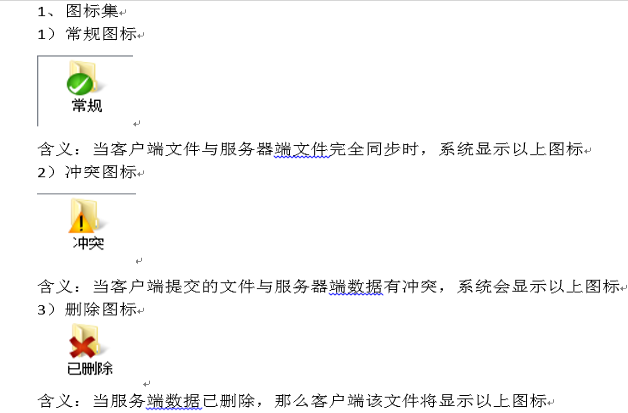 1、图标集
1）常规图标
常规
含义：当客户端文件与服务器端文件完全同步时，系统显示以上图标
2）冲突图标
冲突
含义：当客户端提交的文件与服务器端数据有冲突，系统会显示以上图标
3）删除图标
已删除
含义：当服务端数据已删除，那么客户端该文件将显示以上图标